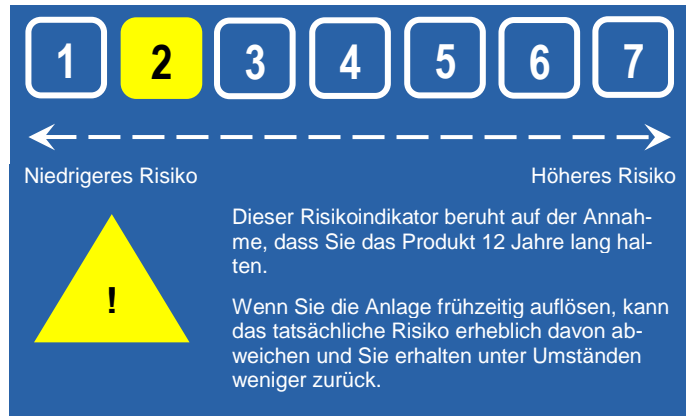 1 2 3 4 5 6 7
Niedrigeres Risiko Höheres Risiko
Dieser Risikoindikator beruht auf der Annah-
me, dass Sie das Produkt 12 Jahre lang hal-
ten.
!
Wenn Sie die Anlage frühzeitig auflösen, kann
das tatsächliche Risiko erheblich davon ab-
weichen und Sie erhalten unter Umständen
weniger zurück.